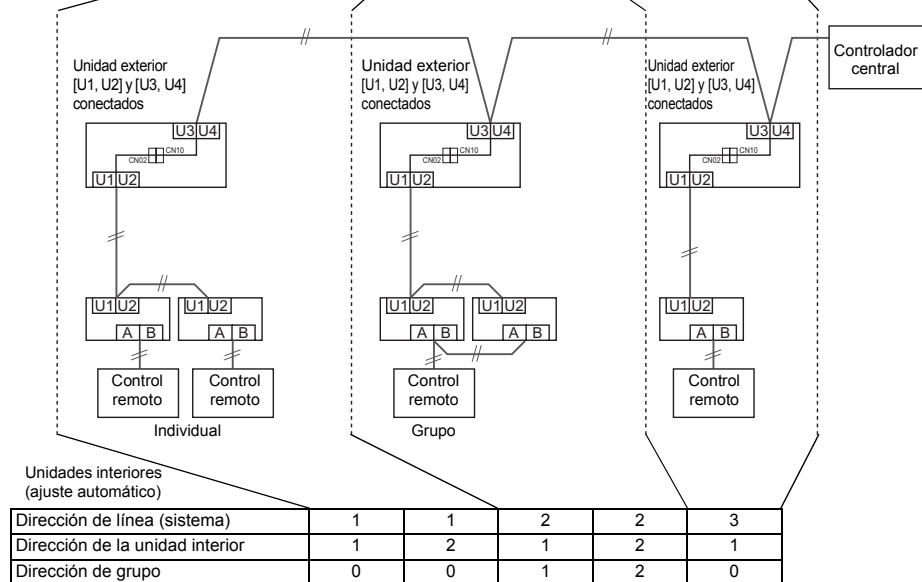 Controlador
central
Unidad exterior
[U1, U2] y [U3, U4]
conectados
Unidad exterior
[U1, U2] y [U3, U4]
conectados
Unidad exterior
[U1, U2] y [U3, U4]
conectados
U3 U4
U3 U4
U3 U4
CN02 CN10
CN02 CN10
CN02 CN10
U1 U2
U1 U2
U1 U2
U1 U2
U1 U2
U1 U2
U1 U2
U1 U2
A B
A B
A B
A B
A B
Control
remoto
Control
remoto
Control
remoto
Control
remoto
Individual
Grupo
Unidades interiores
(ajuste automático)
Dirección de línea (sistema) 1 1 2 2 3
Dirección de la unidad interior 1 2 1 2 1
Dirección de grupo 0 0 1 2 0